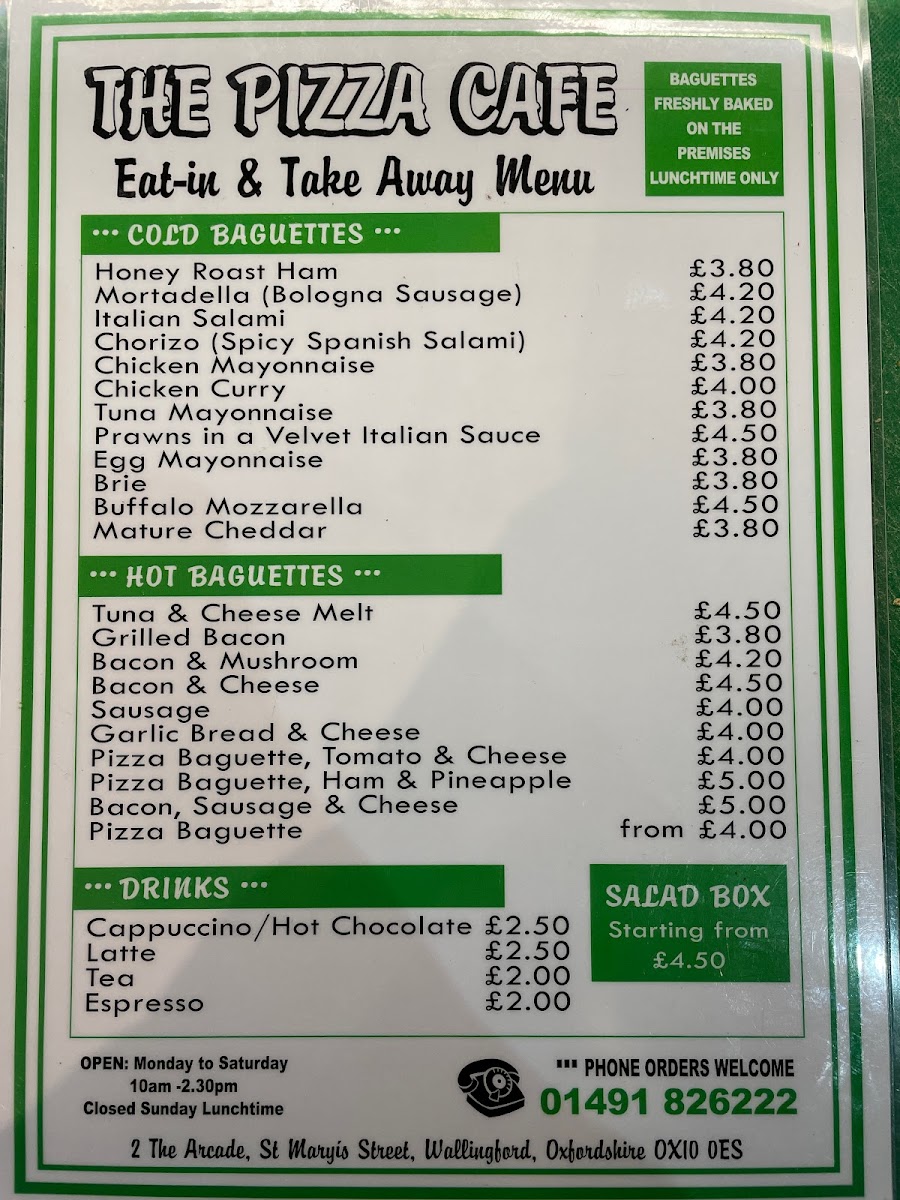 THE PIZZA CAFE
Eat-in & Take Away Menu
BAGUETTES
FRESHLY BAKED
ON THE
PREMISES
LUNCHTIME ONLY
··· COLD BAGUETTES ···
Honey Roast Ham £3.80
Mortadella (Bologna Sausage) £4.20
Italian Salami £4.20
Chorizo (Spicy Spanish Salami) £4.20
Chicken Mayonnaise £3.80
Chicken Curry £4.00
Tuna Mayonnaise £3.80
Prawns in a Velvet Italian Sauce £4.50
Egg Mayonnaise £3.80
Brie £3.80
Buffalo Mozzarella £4.50
Mature Cheddar £3.80
··· HOT BAGUETTES ···
Tuna & Cheese Melt £4.50
Grilled Bacon £3.80
Bacon & Mushroom £4.20
Bacon & Cheese £4.50
Sausage £4.00
Garlic Bread & Cheese £4.00
Pizza Baguette, Tomato & Cheese £4.00
Pizza Baguette, Ham & Pineapple £5.00
Bacon, Sausage & Cheese £5.00
Pizza Baguette from £4.00
··· DRINKS ···
Cappuccino/Hot Chocolate £2.50
Latte £2.50
Tea £2.00
Espresso £2.00
SALAD BOX
Starting from
£4.50
OPEN: Monday to Saturday
10am -2.30pm
Closed Sunday Lunchtime
··· PHONE ORDERS WELCOME
01491 826222
2 The Arcade, St Maryís Street, Wallingford, Oxfordshire OX10 0ES